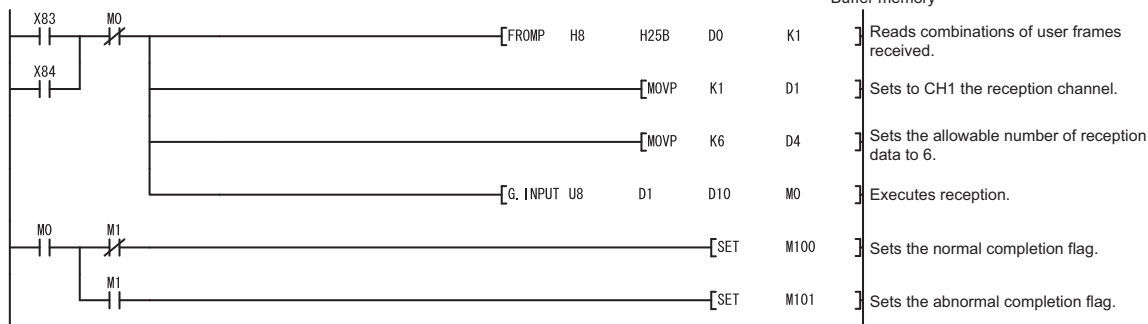 Buffer memory
X83 M0
[FROMP H8 H25B D0 K1 ] Reads combinations of user frames
received.
X84
[MOVP K1 D1 ] Sets to CH1 the reception channel.
[MOVP K6 D4 ] Sets the allowable number of reception
data to 6.
[G.INPUT U8 D1 D10 M0 ] Executes reception.
M0 M1
[SET M100 ] Sets the normal completion flag.
M1
[SET M101 ] Sets the abnormal completion flag.